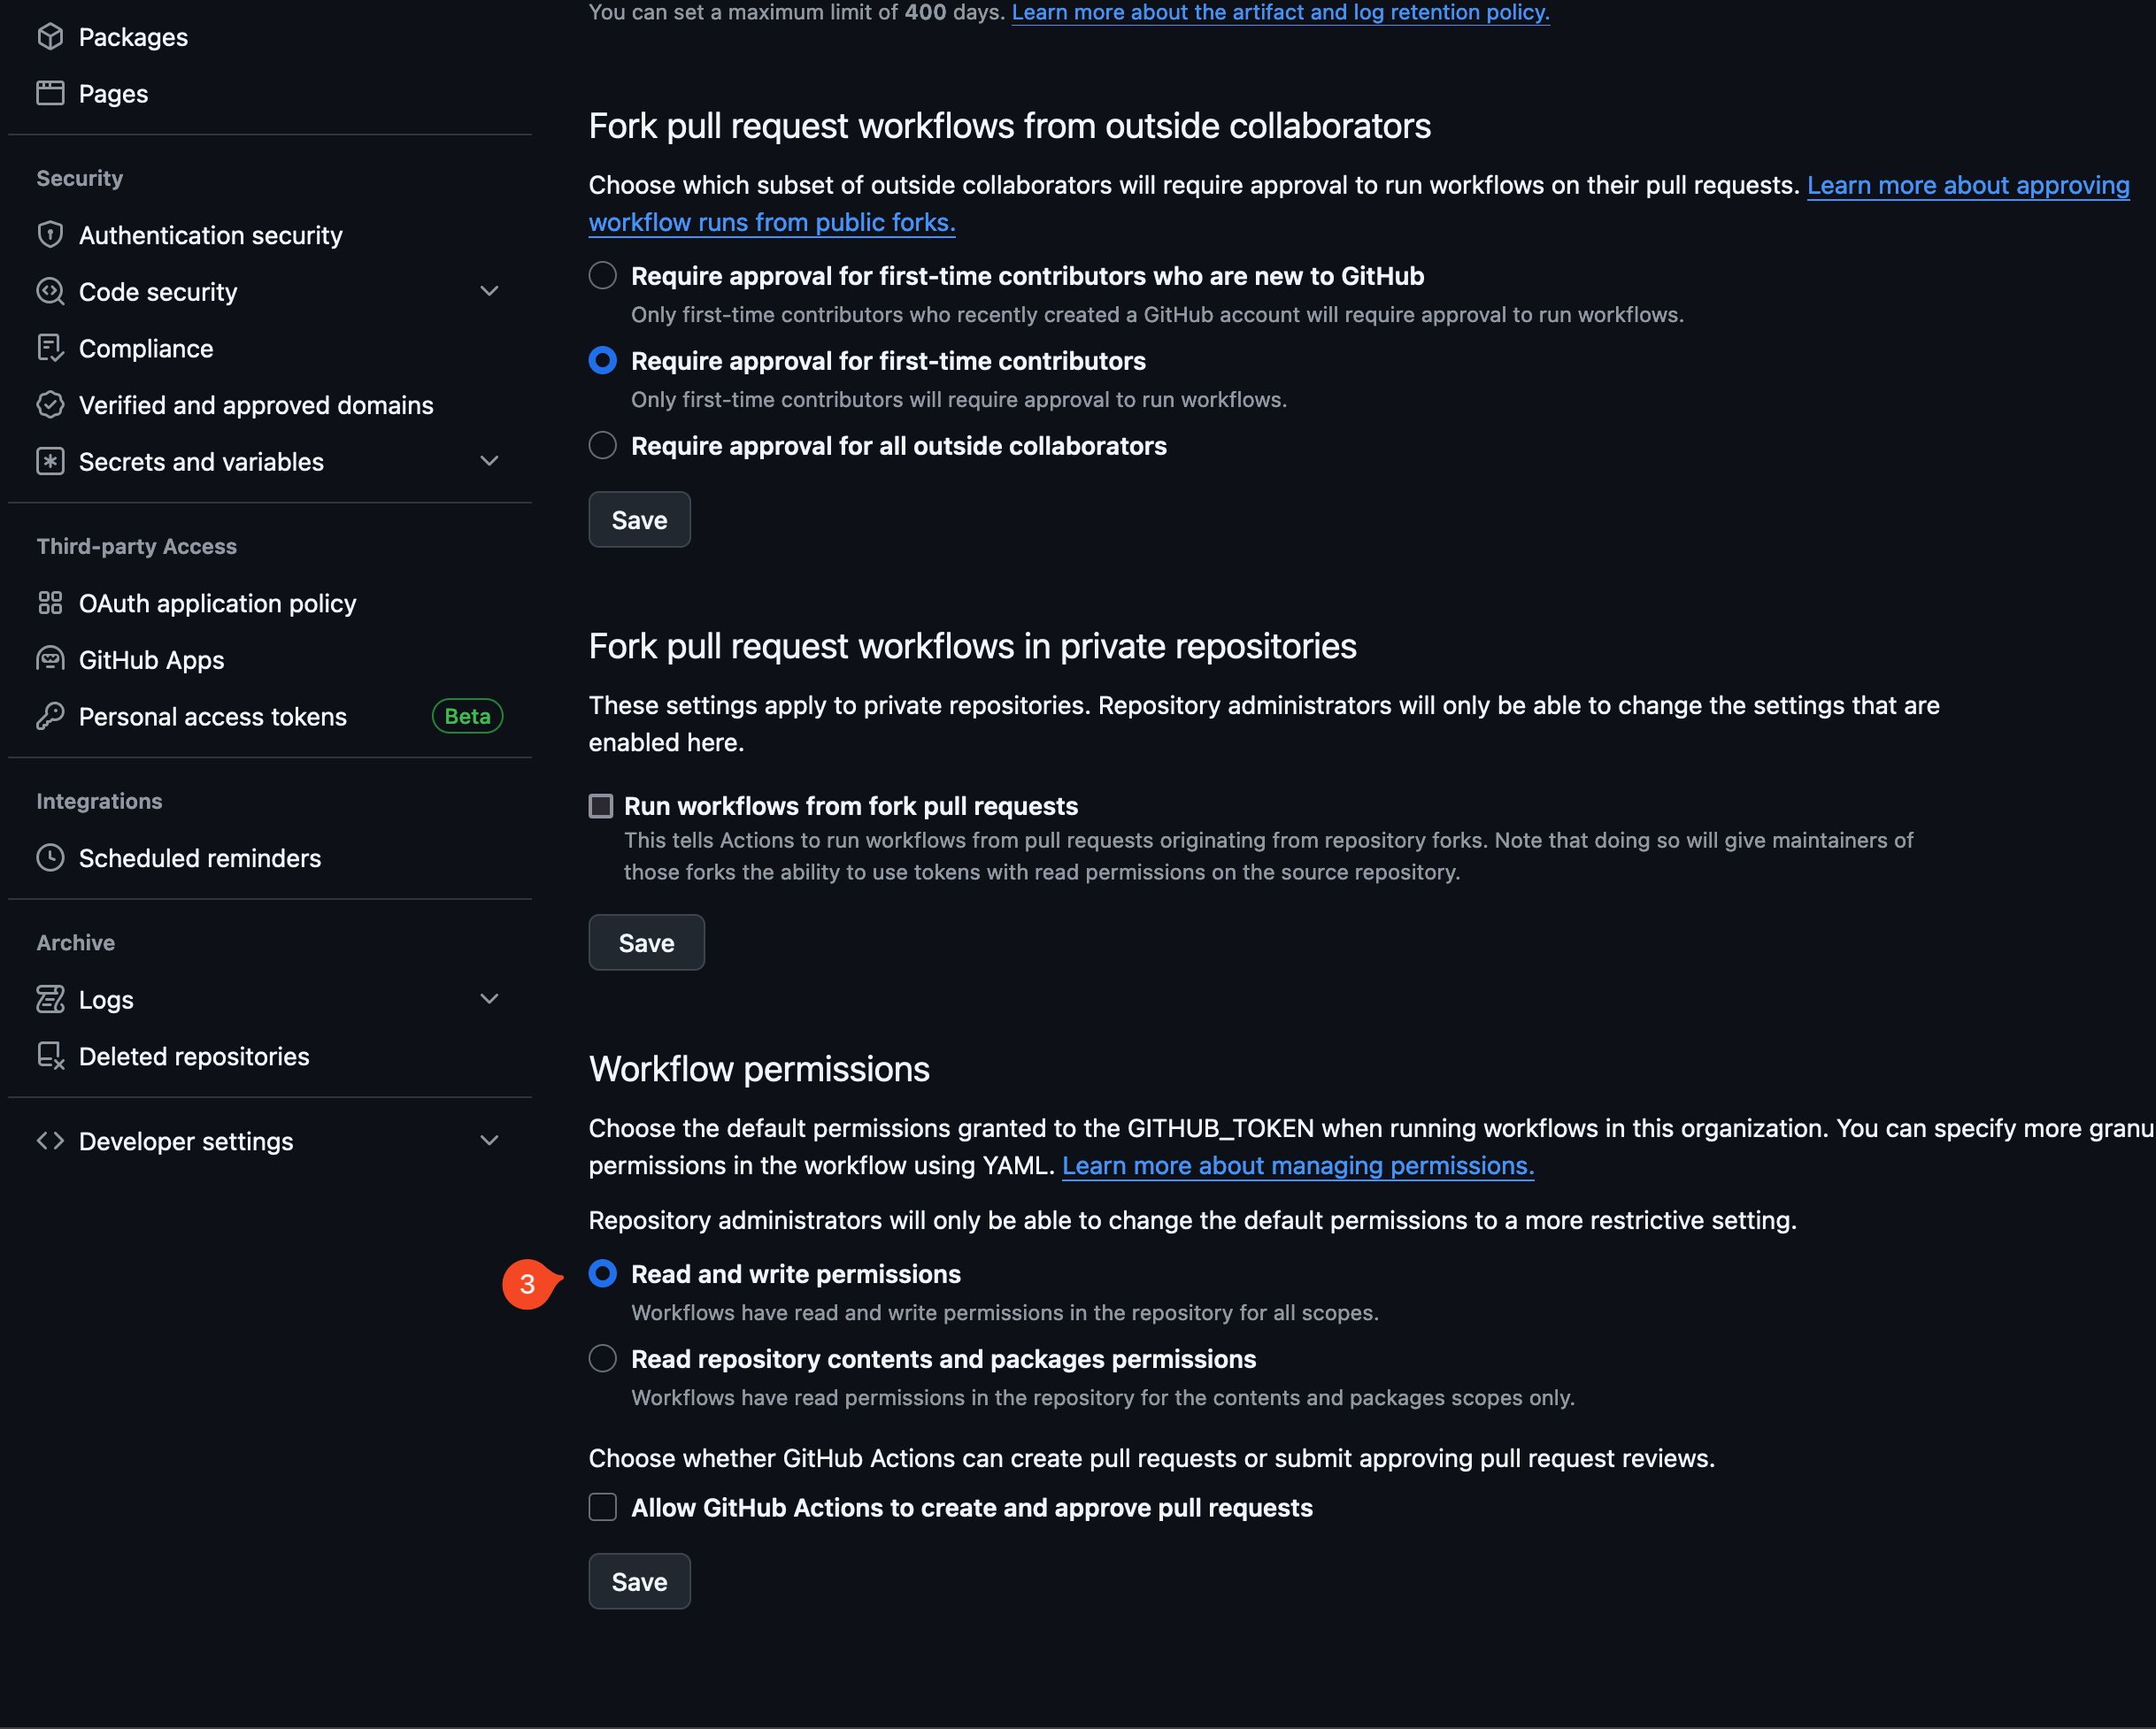 Packages
Pages
Security
Authentication security
Code security
Compliance
Verified and approved domains
Secrets and variables
Third-party Access
OAuth application policy
GitHub Apps
Personal access tokens Beta
Integrations
Scheduled reminders
Archive
Logs
Deleted repositories
Developer settings
You can set a maximum limit of 400 days. Learn more about the artifact and log retention policy.
Fork pull request workflows from outside collaborators
Choose which subset of outside collaborators will require approval to run workflows on their pull requests. Learn more about approving
workflow runs from public forks.
Require approval for first-time contributors who are new to GitHub
Only first-time contributors who recently created a GitHub account will require approval to run workflows.
Require approval for first-time contributors
Only first-time contributors will require approval to run workflows.
Require approval for all outside collaborators
Save
Fork pull request workflows in private repositories
These settings apply to private repositories. Repository administrators will only be able to change the settings that are
enabled here.
Run workflows from fork pull requests
This tells Actions to run workflows from pull requests originating from repository forks. Note that doing so will give maintainers of
those forks the ability to use tokens with read permissions on the source repository.
Save
Workflow permissions
Choose the default permissions granted to the GITHUB_TOKEN when running workflows in this organization. You can specify more granu
permissions in the workflow using YAML. Learn more about managing permissions.
Repository administrators will only be able to change the default permissions to a more restrictive setting.
3 Read and write permissions
Workflows have read and write permissions in the repository for all scopes.
Read repository contents and packages permissions
Workflows have read permissions in the repository for the contents and packages scopes only.
Choose whether GitHub Actions can create pull requests or submit approving pull request reviews.
Allow GitHub Actions to create and approve pull requests
Save